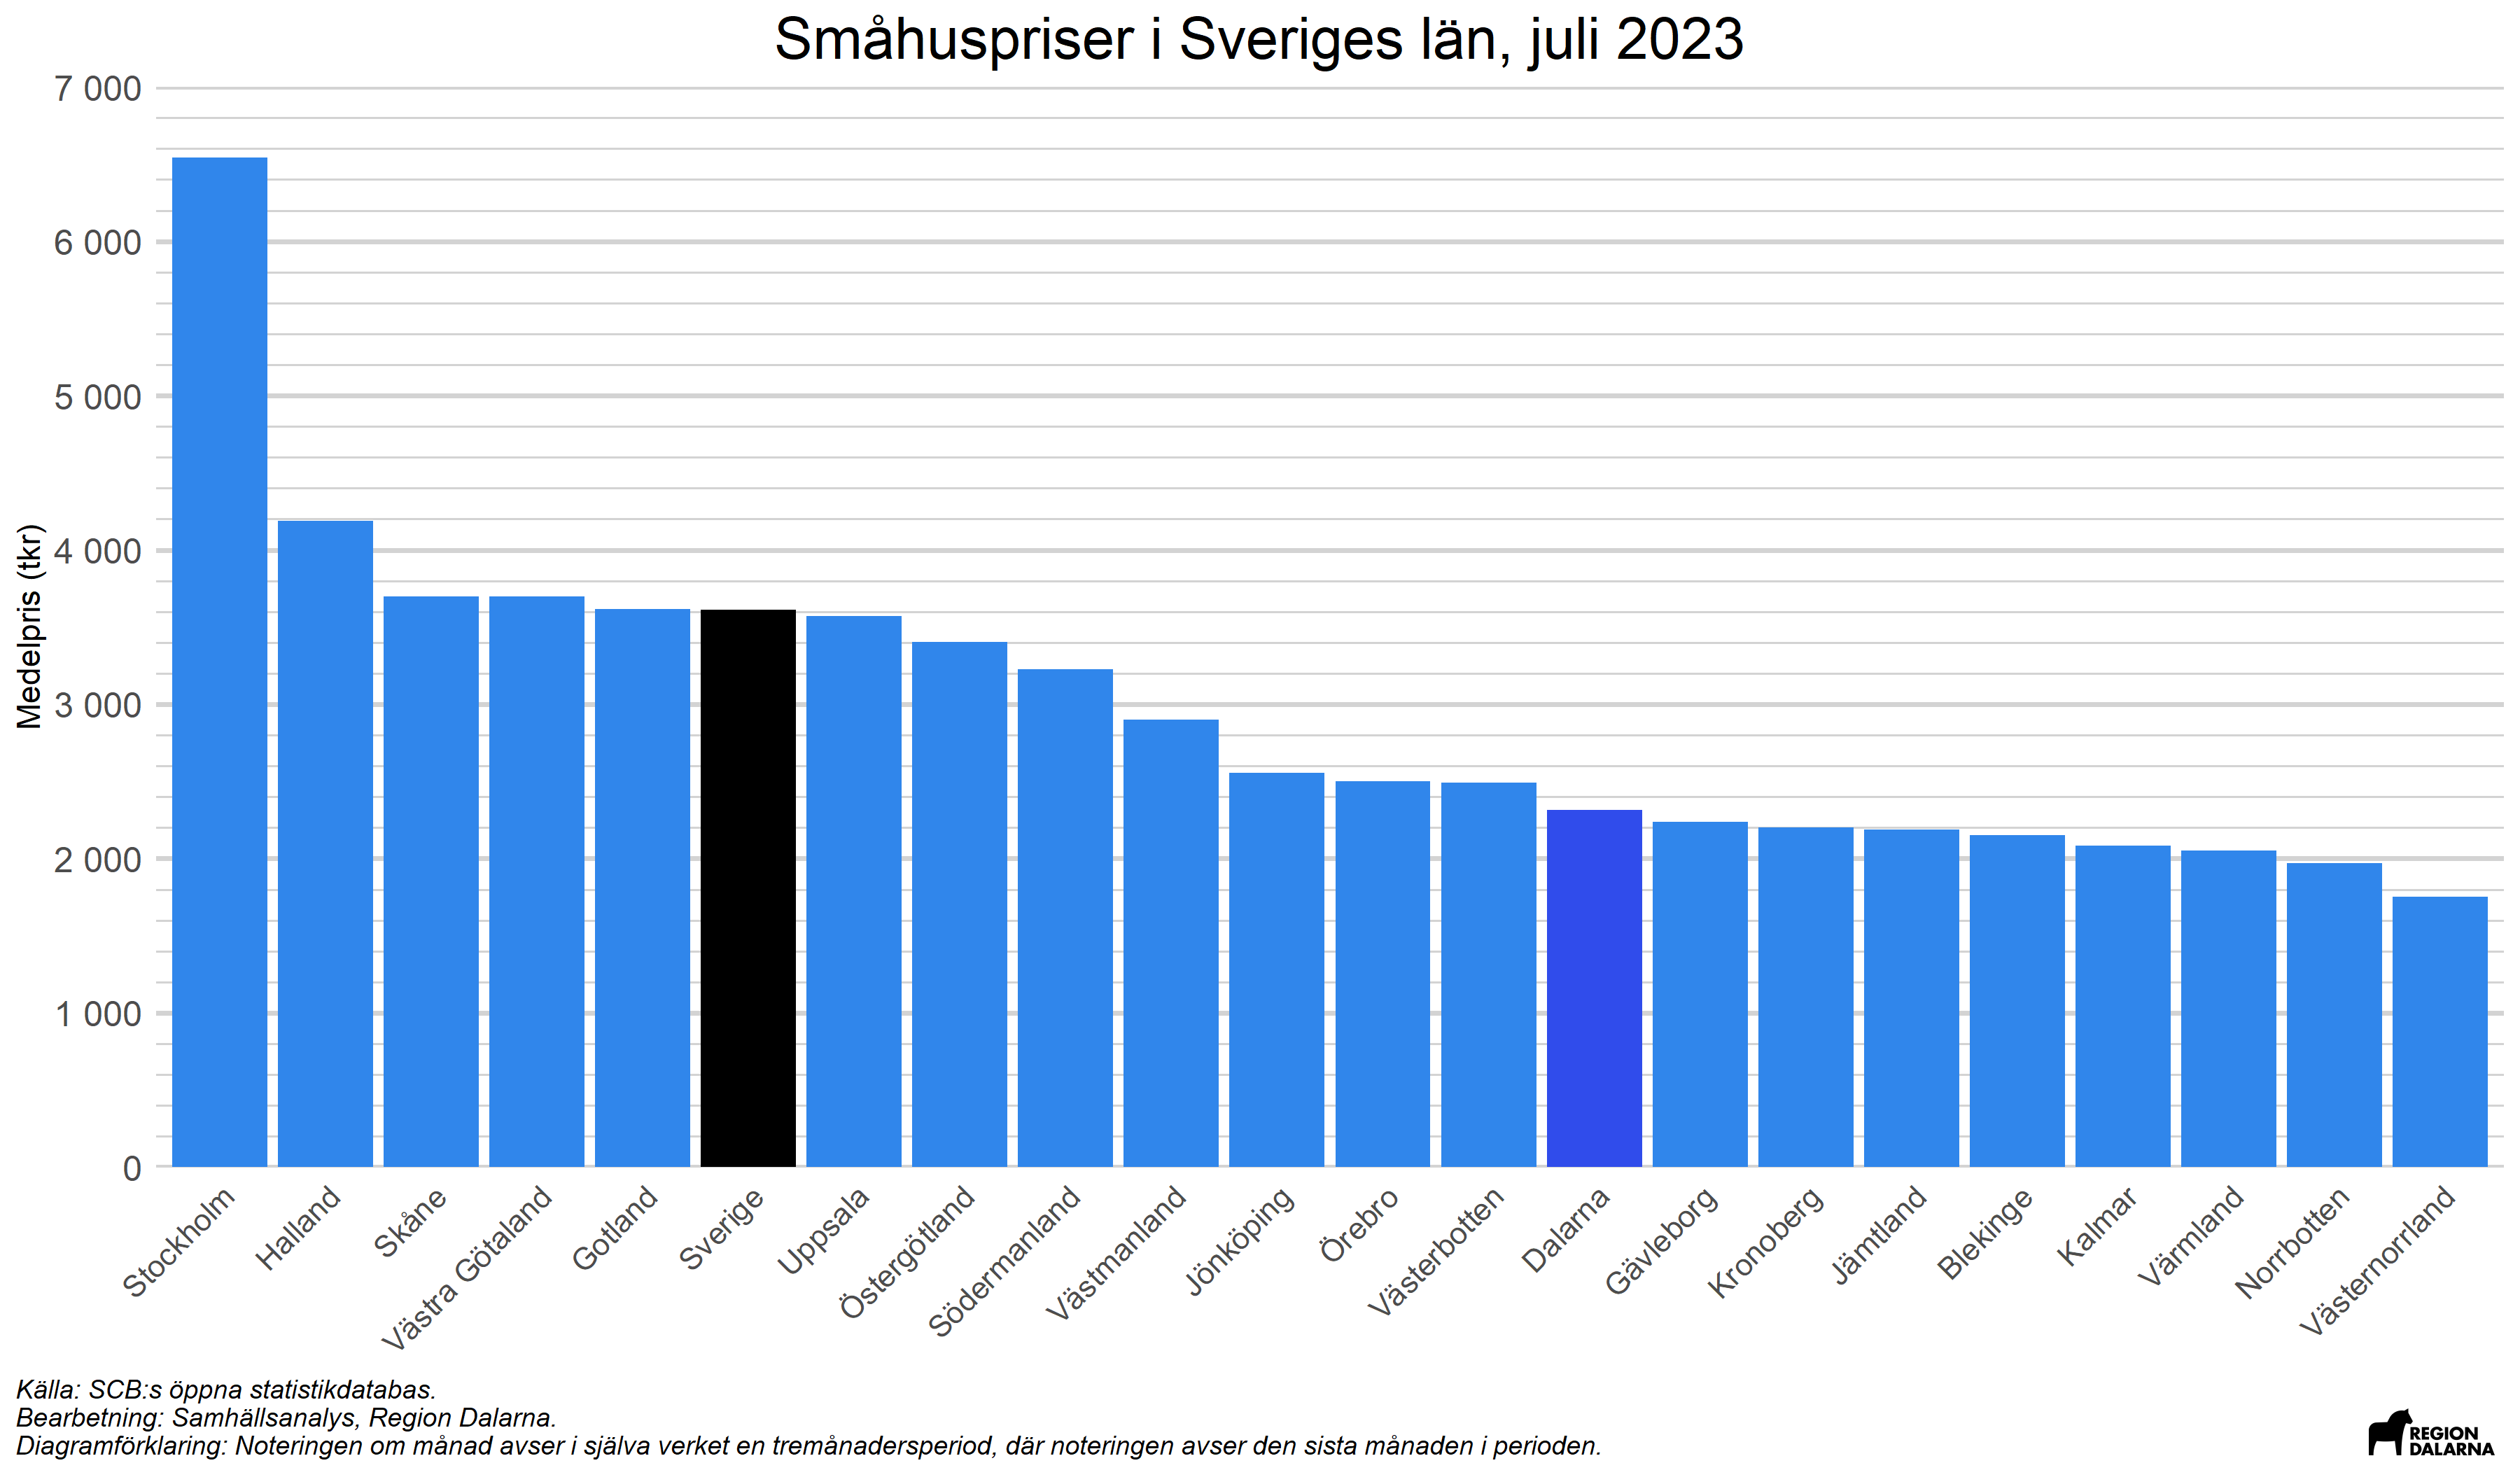 Småhuspriser i Sveriges län, juli 2023
7 000
6 000
5 000
4 000
3 000
2 000
1 000
0
Medelpris (tkr)
Stockholm
Halland
Skåne
Västra Götaland
Gotland
Sverige
Uppsala
Östergötland
Södermanland
Västmanland
Jönköping
Örebro
Västerbotten
Dalarna
Gävleborg
Kronoberg
Jämtland
Blekinge
Kalmar
Värmland
Norrbotten
Västernorrland
Källa: SCB:s öppna statistikdatabas.
Bearbetning: Samhällsanalys, Region Dalarna.
Diagramförklaring: Noteringen om månad avser i själva verket en tremånadersperiod, där noteringen avser den sista månaden i perioden.
REGION
DALARNA